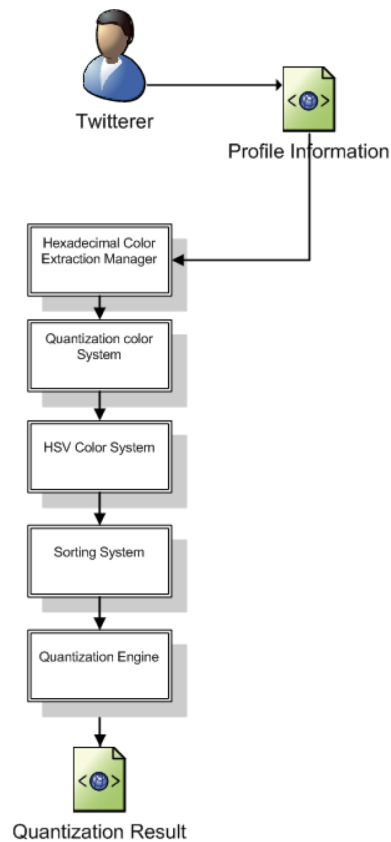 Twitterer
Profile Information
Hexadecimal Color
Extraction Manager
Quantization color
System
HSV Color System
Sorting System
Quantization Engine
Quantization Result